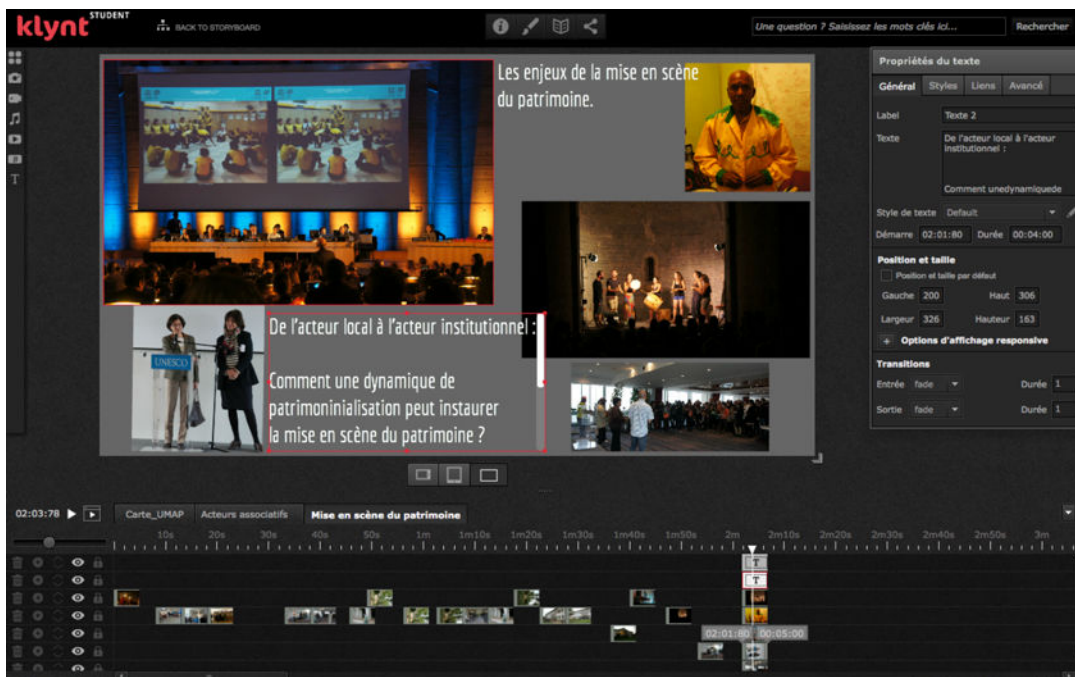 klynt STUDENT
BACK TO STORYBOARD
Une question ? Saisissez les mots clés ici...
Rechercher
Les enjeux de la mise en scène
du patrimoine.
UNESCO
De l'acteur local à l'acteur institutionnel :
Comment une dynamique de
patrimoninialisation peut instaurer
la mise en scène du patrimoine ?
Propriétés du texte
Général Styles Liens Avancé
Label Texte 2
Texte De l'acteur local à l'acteur
institutionnel :
Comment unedynamiquede
Style de texte Default
Démarre 02:01:80 Durée 00:04:00
Position et taille
Position et taille par défaut
Gauche 200 Haut 306
Largeur 326 Hauteur 163
+ Options d'affichage responsive
Transitions
Entrée fade Durée 1
Sortie fade Durée 1
02:03:78 Carte_UMAP Acteurs associatifs Mise en scène du patrimoine
10s 20s 30s 40s 50s 1m 1m10s 1m20s 1m30s 1m40s 1m50s 2m 2m10s 2m20s 2m30s 2m40s 2m50s 3m
T
T
02:01:80 00:05:00